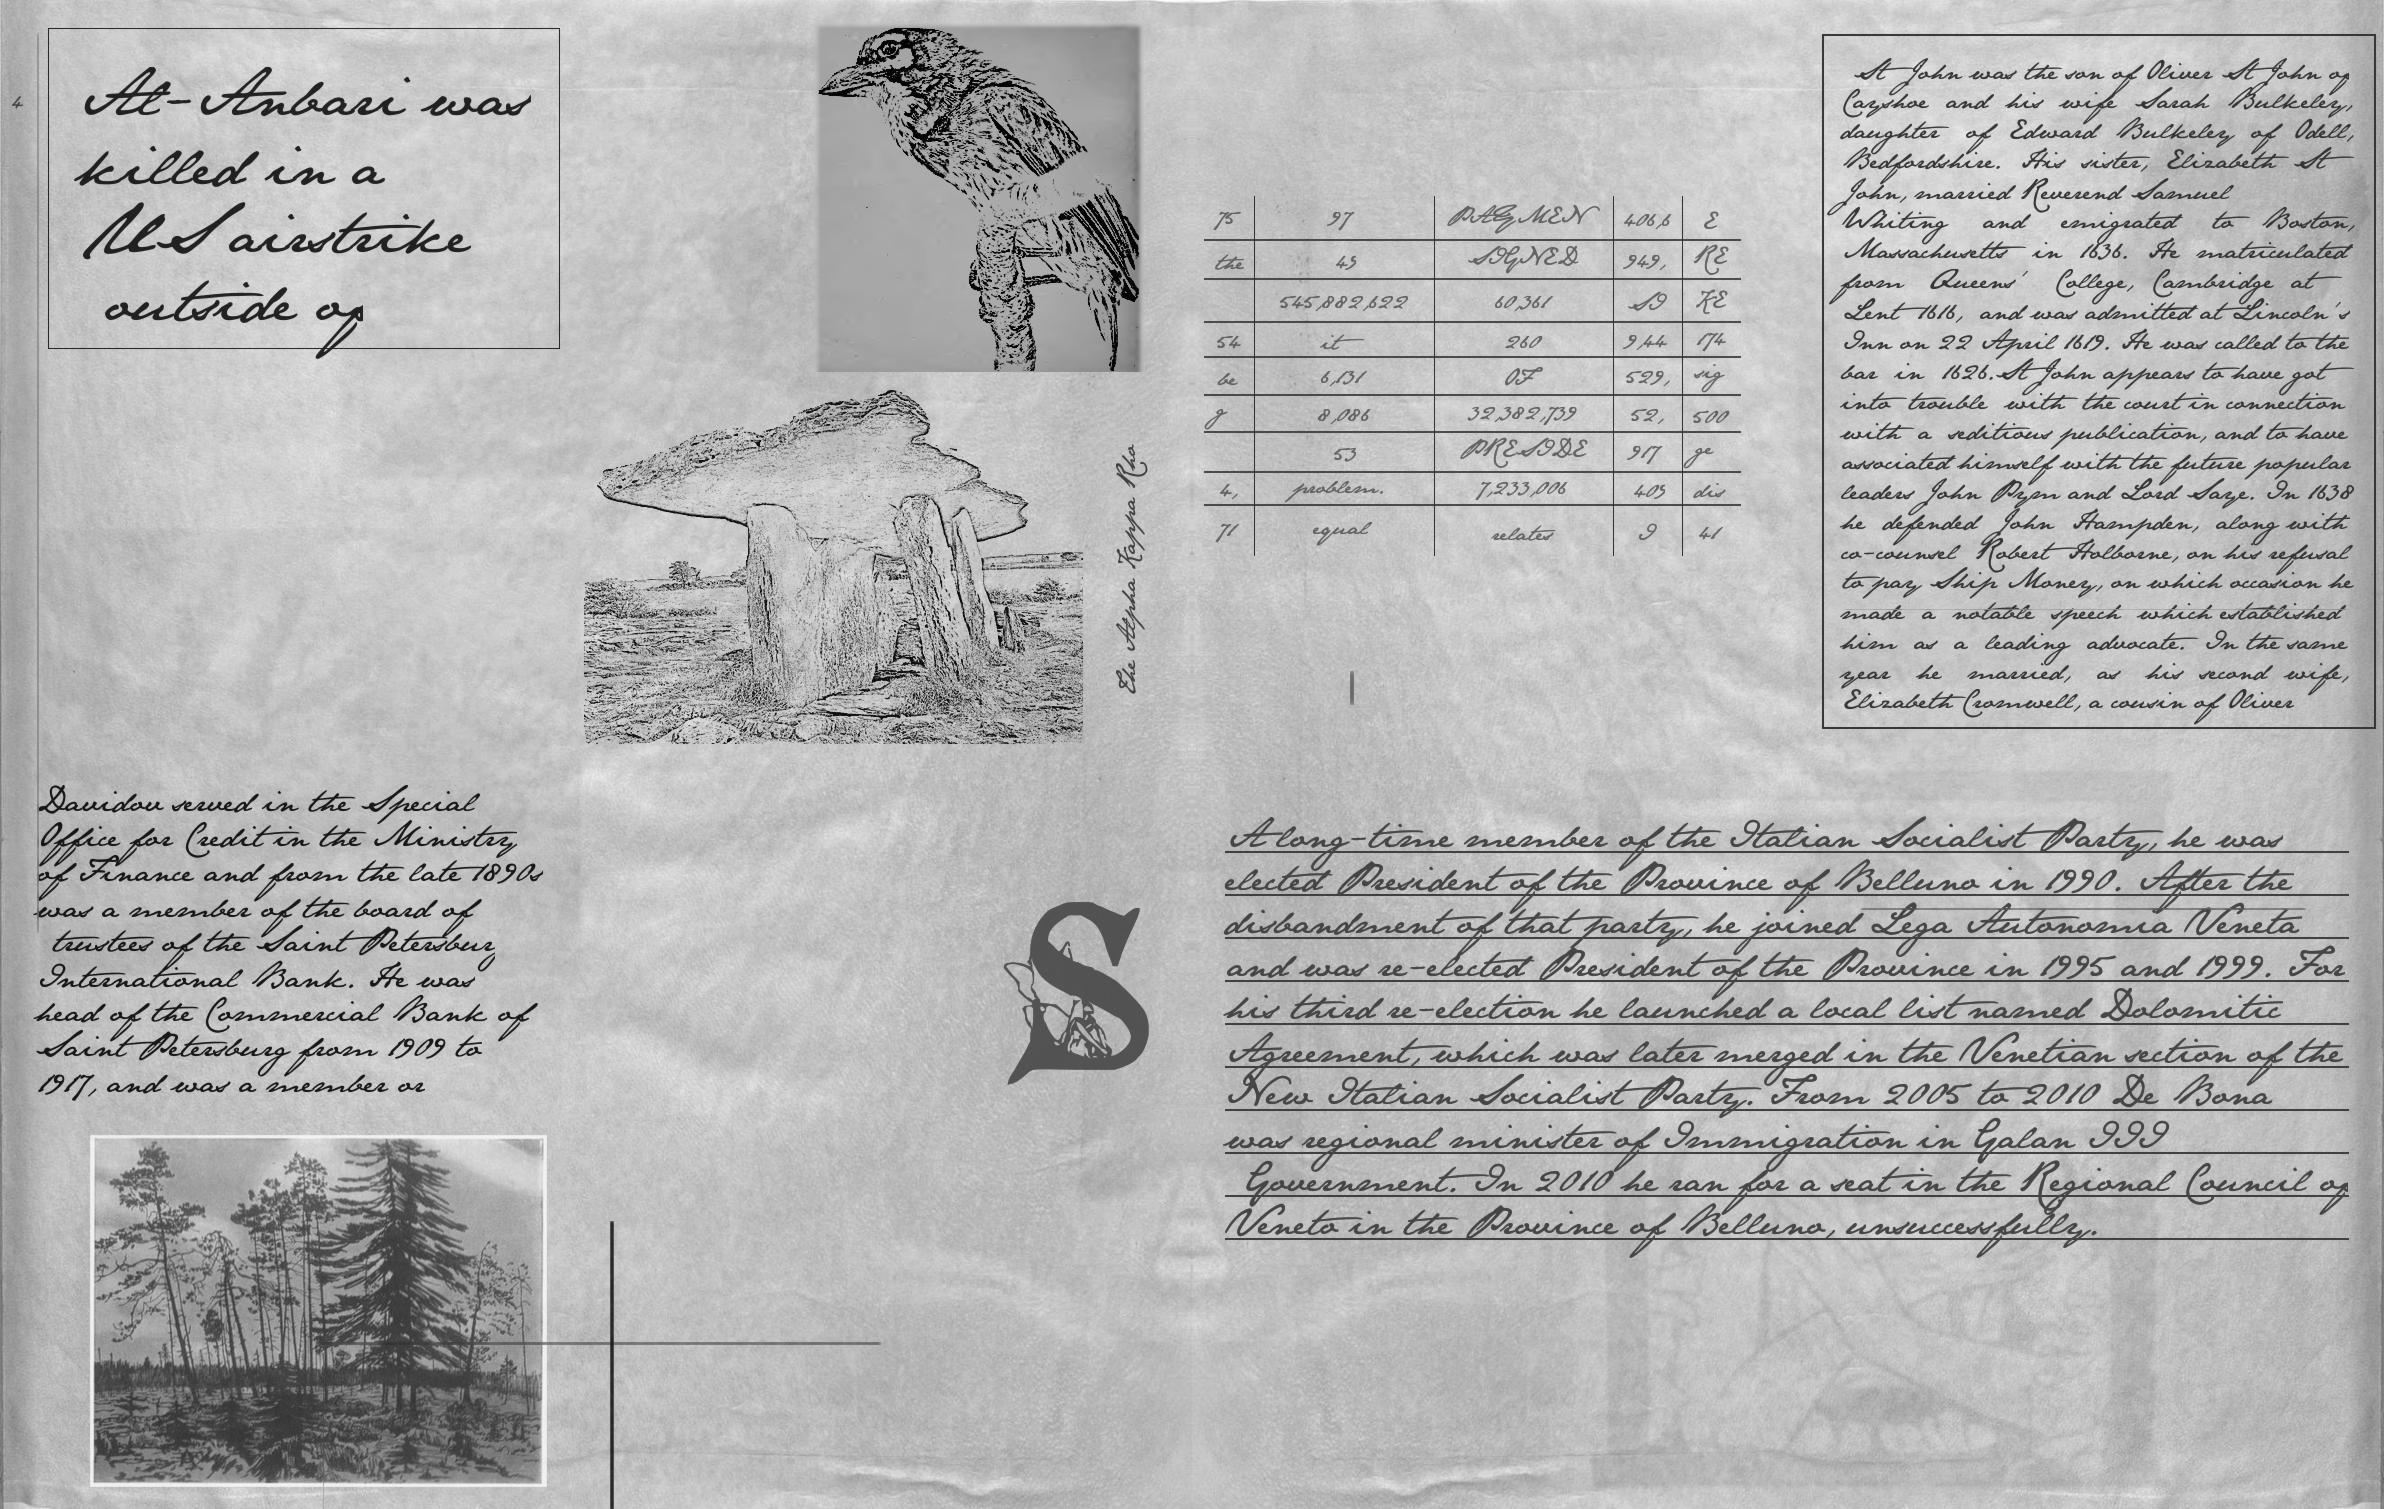 4
Al-Anbari was
killed in a
US airstrike
outside of
The Alpha Kappa Rho
Davidov served in the Special
Office for Credit in the Ministry
of Finance and from the late 1890s
was a member of the board of
trustees of the Saint Petersburg
International Bank. He was
head of the Commercial Bank of
Saint Petersburg from 1909 to
1917, and was a member or
S
75 97 PAGMEN 406,6 E
the 49 SIGNED 949, RE
545,882,622 60,361 SI KE
54 it 260 9,44 174
be 6,131 OF 529, sig
g 8,086 32,382,739 52, 500
53 PRESIDE 917 ge
4, problem. 7,233,006 409 dis
71 equal relates 9 41
St John was the son of Oliver St John of
Cayshoe and his wife Sarah Bulkeley,
daughter of Edward Bulkeley of Odell,
Bedfordshire. His sister, Elizabeth St
John, married Reverend Samuel
Whiting and emigrated to Boston,
Massachusetts in 1636. He matriculated
from Queens' College, Cambridge at
Lent 1616, and was admitted at Lincoln's
Inn on 22 April 1619. He was called to the
bar in 1626. St John appears to have got
into trouble with the court in connection
with a seditious publication, and to have
associated himself with the future popular
leaders John Pym and Lord Saye. In 1638
he defended John Hampden, along with
co-counsel Robert Holborne, on his refusal
to pay Ship Money, on which occasion he
made a notable speech which established
him as a leading advocate. In the same
year he married, as his second wife,
Elizabeth Cromwell, a cousin of Oliver
A long-time member of the Italian Socialist Party, he was
elected President of the Province of Belluno in 1990. After the
disbandment of that party, he joined Lega Autonomia Veneta
and was re-elected President of the Province in 1995 and 1999. For
his third re-election he launched a local list named Dolomitic
Agreement, which was later merged in the Venetian section of the
New Italian Socialist Party. From 2005 to 2010 De Bona
was regional minister of Immigration in Galan III
Government. In 2010 he ran for a seat in the Regional Council of
Veneto in the Province of Belluno, unsuccessfully.